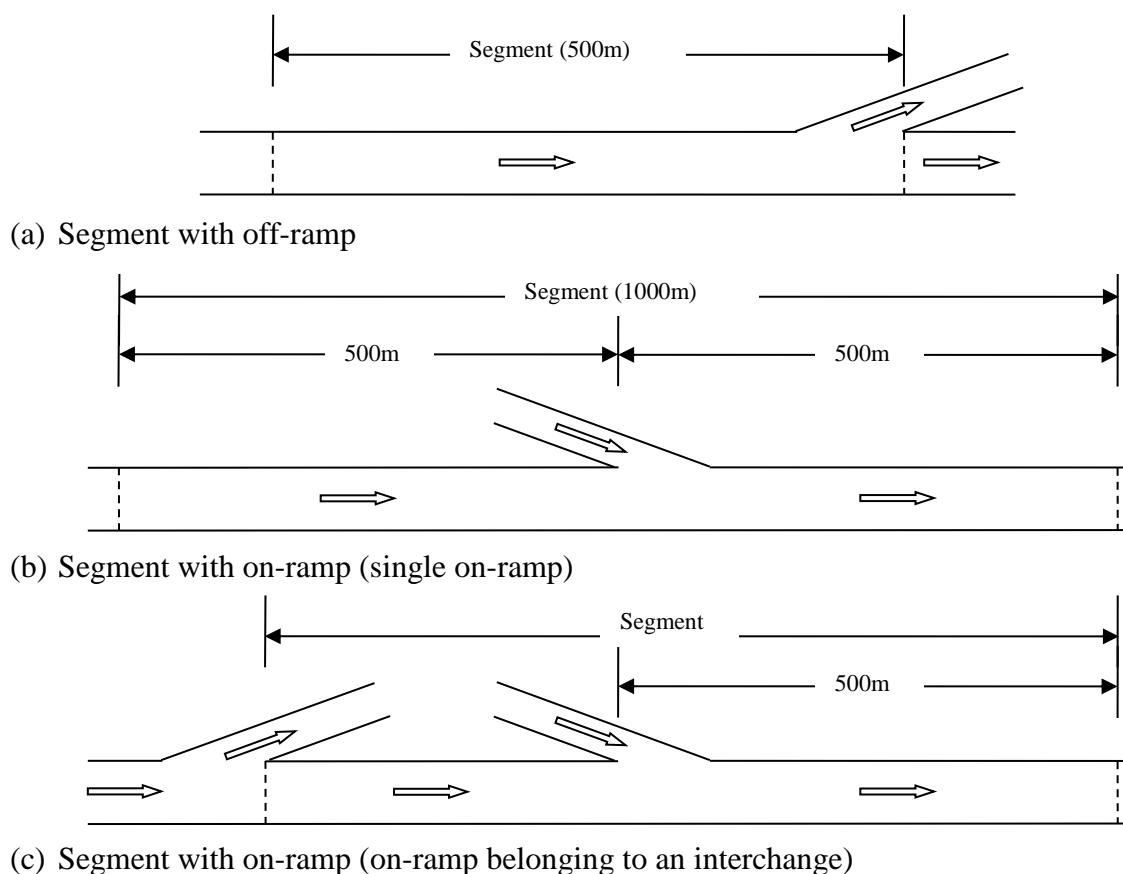 Segment (500m)
(a) Segment with off-ramp
Segment (1000m)
500m 500m
(b) Segment with on-ramp (single on-ramp)
Segment
500m
(c) Segment with on-ramp (on-ramp belonging to an interchange)